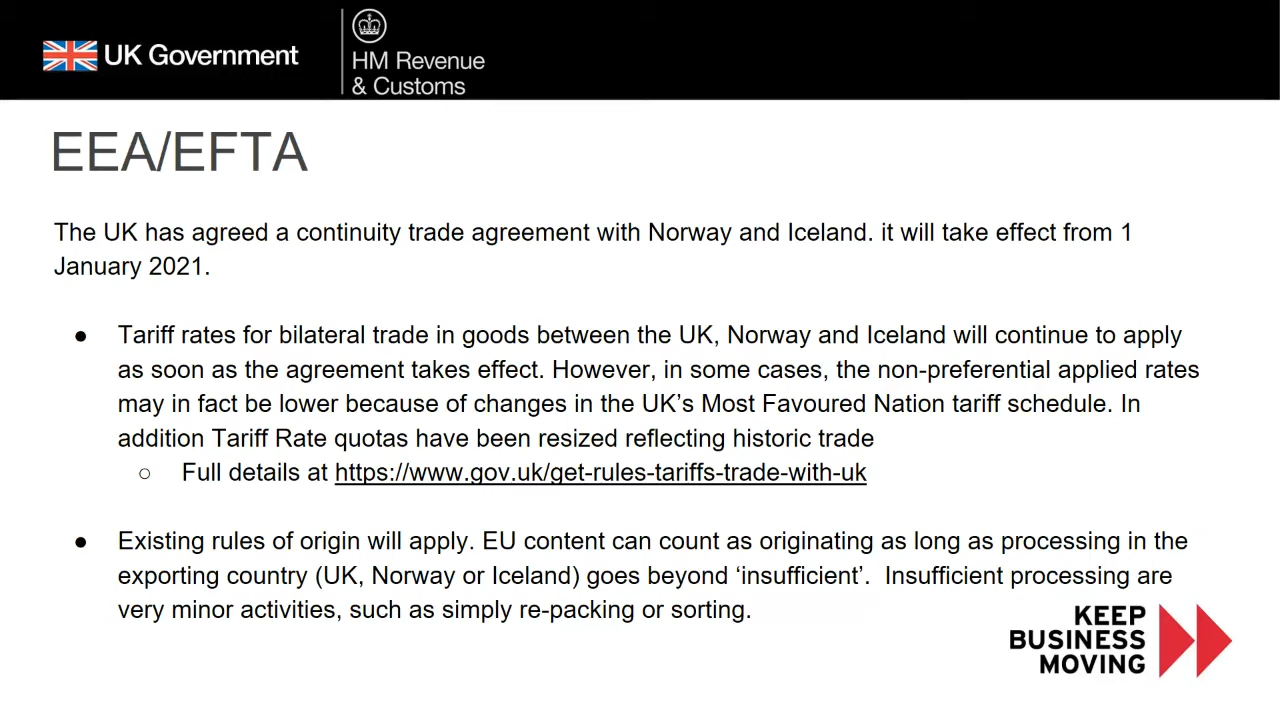 UK Government
HM Revenue
& Customs
EEA/EFTA
The UK has agreed a continuity trade agreement with Norway and Iceland. it will take effect from 1
January 2021.
● Tariff rates for bilateral trade in goods between the UK, Norway and Iceland will continue to apply
as soon as the agreement takes effect. However, in some cases, the non-preferential applied rates
may in fact be lower because of changes in the UK’s Most Favoured Nation tariff schedule. In
addition Tariff Rate quotas have been resized reflecting historic trade
○ Full details at https://www.gov.uk/get-rules-tariffs-trade-with-uk
● Existing rules of origin will apply. EU content can count as originating as long as processing in the
exporting country (UK, Norway or Iceland) goes beyond ‘insufficient’.  Insufficient processing are
very minor activities, such as simply re-packing or sorting.
KEEP
BUSINESS
MOVING